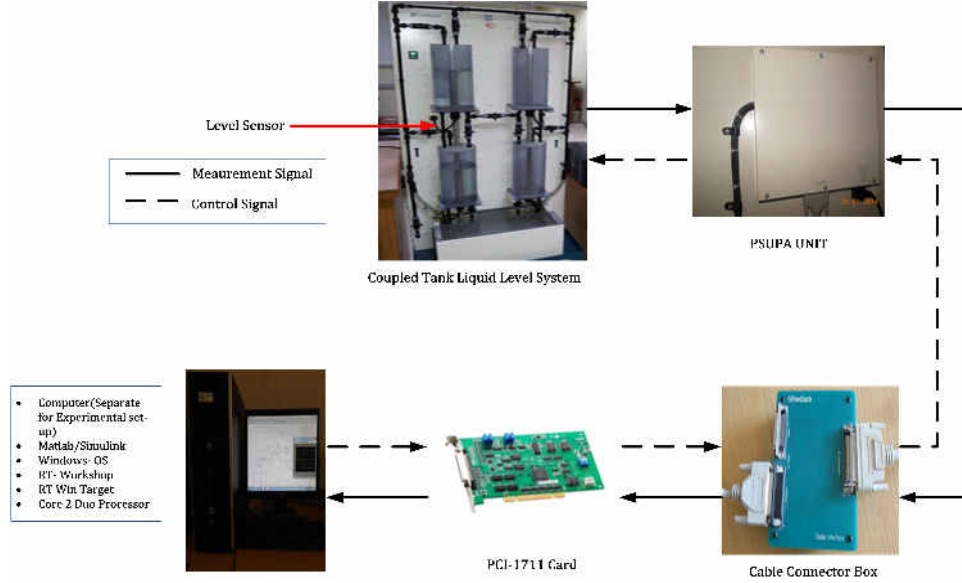 Level Sensor
Meaurement Signal
Control Signal
Coupled Tank Liquid Level System
PSUPA UNIT
• Computer(Separate
for Experimental set-
up)
• Matlab/Simulink
• Windows- OS
• RT- Workshop
• RT Win Target
• Core 2 Duo Processor
PCI-1711 Card
Cable Connector Box